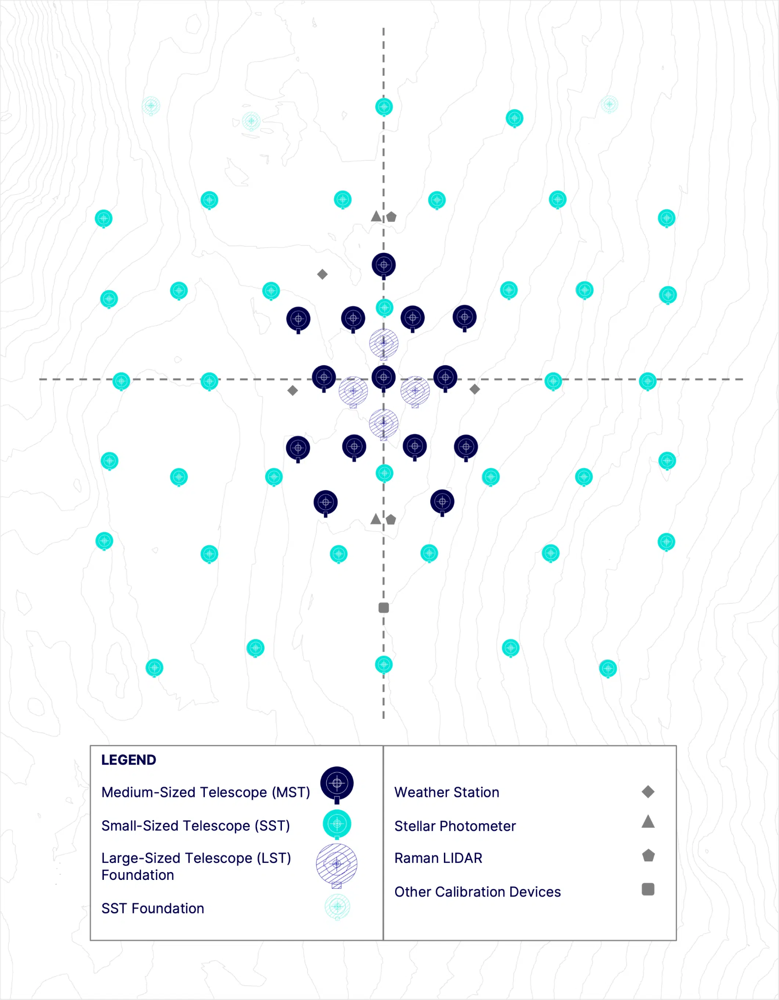 LEGEND
Medium-Sized Telescope (MST)
Small-Sized Telescope (SST)
Large-Sized Telescope (LST)
Foundation
SST Foundation
Weather Station
Stellar Photometer
Raman LIDAR
Other Calibration Devices